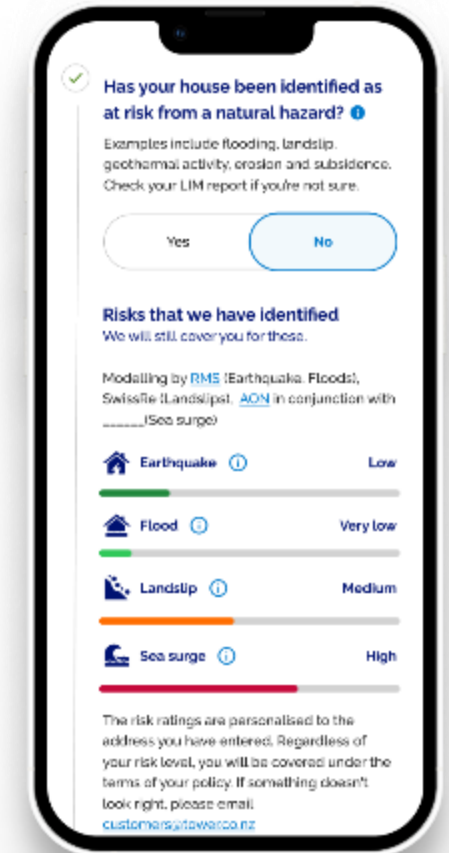 Has your house been identified as
at risk from a natural hazard?
Examples include flooding, landslip,
geothermal activity, erosion and subsidence.
Check your LIM report if you're not sure.
Yes
No
Risks that we have identified
We will still cover you for these.
Modelling by RMS (Earthquake, Floods),
SwissRe (Landslips), AON in conjunction with
______(Sea surge)
Earthquake Low
Flood Very low
Landslip Medium
Sea surge High
The risk ratings are personalised to the
address you have entered. Regardless of
your risk level, you will be covered under the
terms of your policy. If something doesn't
look right, please email
customers@tower.co.nz